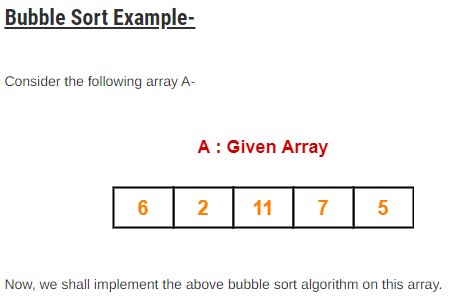 Bubble Sort Example-
Consider the following array A-
A : Given Array
6 2 11 7 5
Now, we shall implement the above bubble sort algorithm on this array.